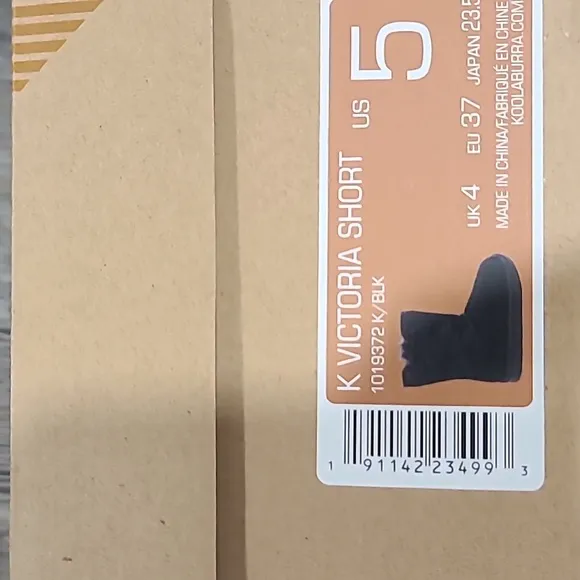 K VICTORIA SHORT US 5
1019372 K/BLK
UK 4 EU 37 JAPAN 23.5
MADE IN CHINA/FABRIQUÉ EN CHINE
KOOLABURRA.COM
1 91142 23499 3